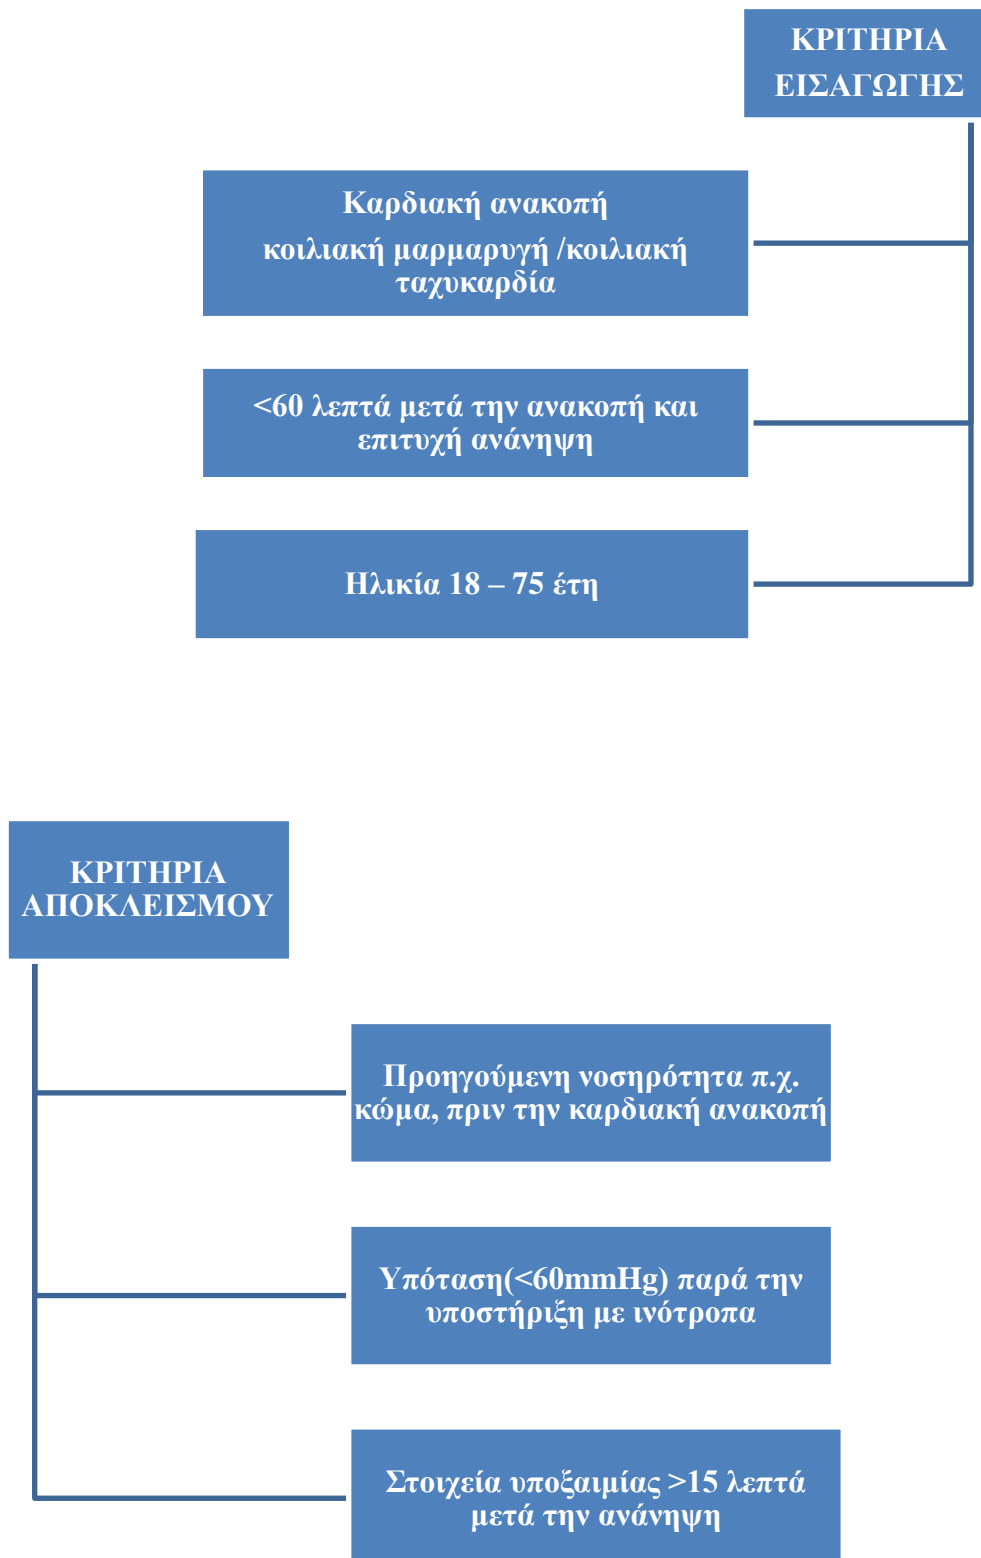 ΚΡΙΤΗΡΙΑ
ΕΙΣΑΓΩΓΗΣ
Καρδιακή ανακοπή
κοιλιακή μαρμαρυγή /κοιλιακή
ταχυκαρδία
<60 λεπτά μετά την ανακοπή και
επιτυχή ανάνηψη
Ηλικία 18 – 75 έτη
ΚΡΙΤΗΡΙΑ
ΑΠΟΚΛΕΙΣΜΟΥ
Προηγούμενη νοσηρότητα π.χ.
κώμα, πριν την καρδιακή ανακοπή
Υπόταση(<60mmHg) παρά την
υποστήριξη με ινότροπα
Στοιχεία υποξαιμίας >15 λεπτά
μετά την ανάνηψη